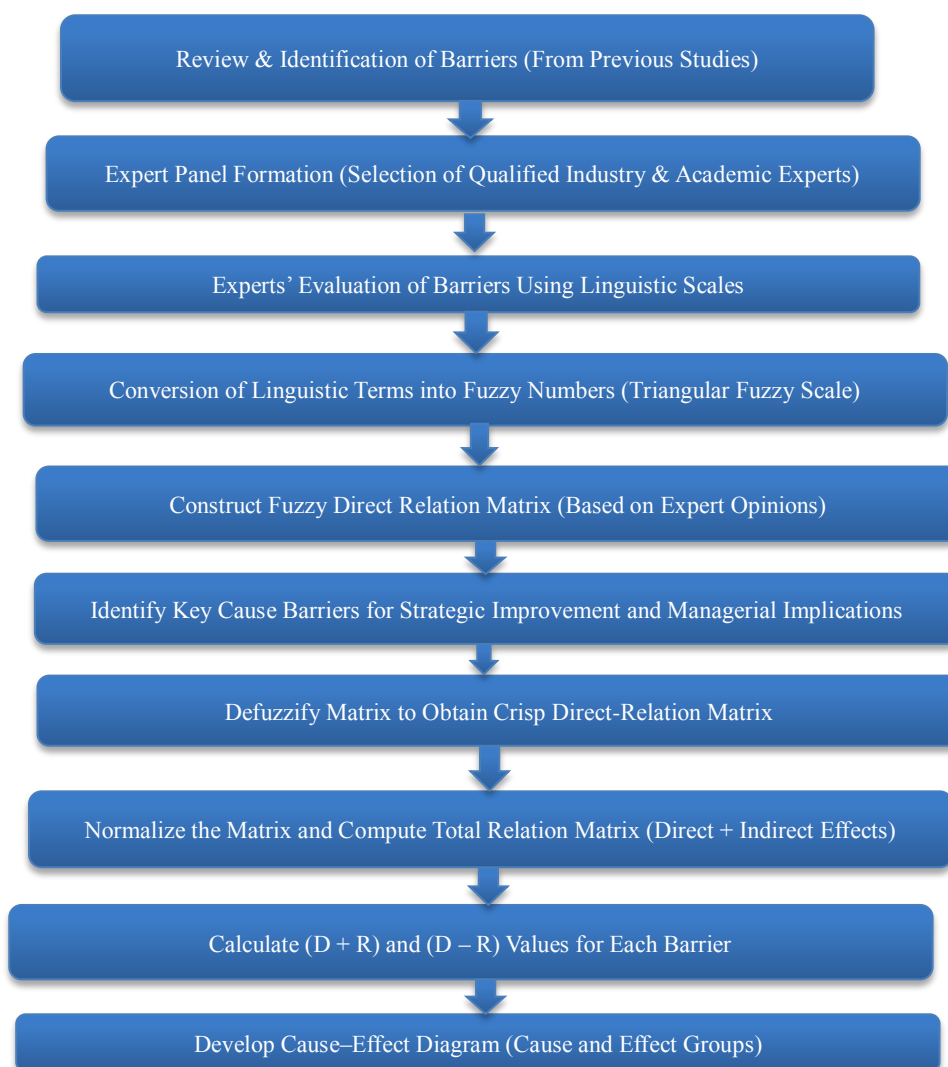 Review & Identification of Barriers (From Previous Studies)
Expert Panel Formation (Selection of Qualified Industry & Academic Experts)
Experts’ Evaluation of Barriers Using Linguistic Scales
Conversion of Linguistic Terms into Fuzzy Numbers (Triangular Fuzzy Scale)
Construct Fuzzy Direct Relation Matrix (Based on Expert Opinions)
Identify Key Cause Barriers for Strategic Improvement and Managerial Implications
Defuzzify Matrix to Obtain Crisp Direct-Relation Matrix
Normalize the Matrix and Compute Total Relation Matrix (Direct + Indirect Effects)
Calculate (D + R) and (D – R) Values for Each Barrier
Develop Cause–Effect Diagram (Cause and Effect Groups)